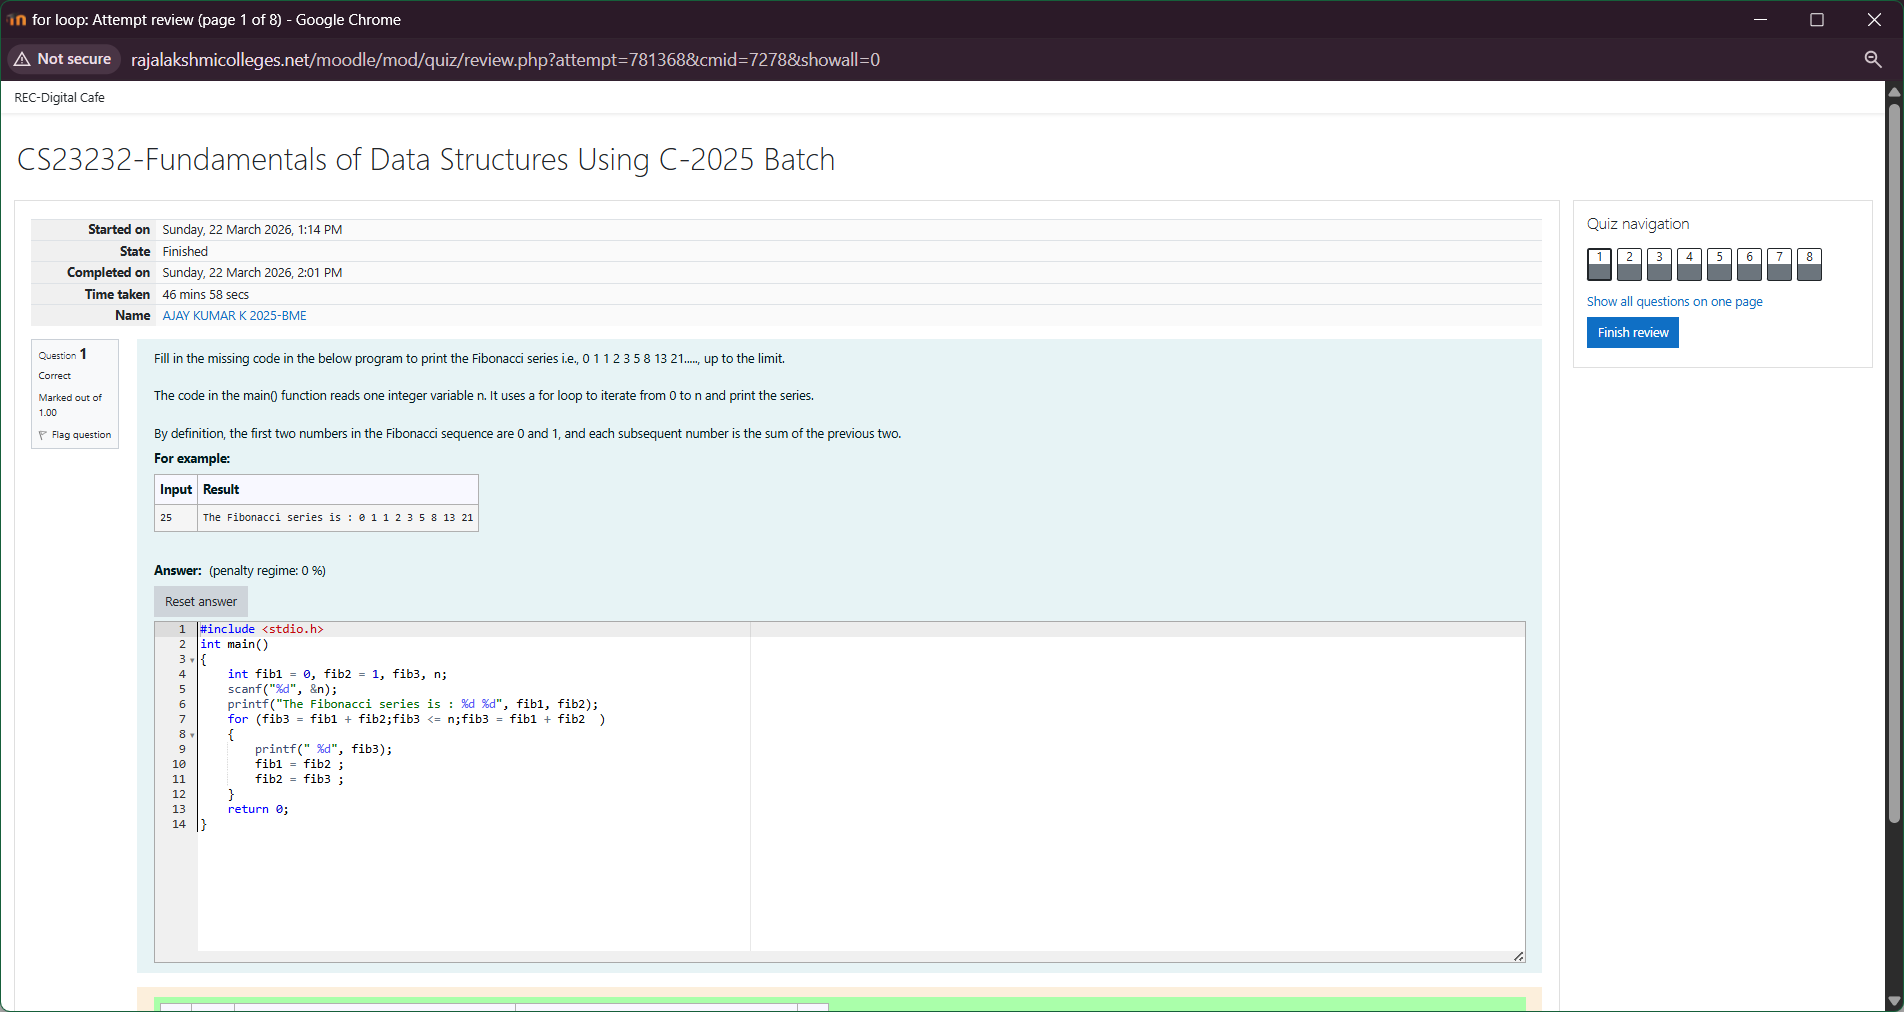 for loop: Attempt review (page 1 of 8) - Google Chrome
Not secure
rajalakshmicolleges.net/moodle/mod/quiz/review.php?attempt=781368&cmid=7278&showall=0
REC-Digital Cafe
CS23232-Fundamentals of Data Structures Using C-2025 Batch
Started on Sunday, 22 March 2026, 1:14 PM
State Finished
Completed on Sunday, 22 March 2026, 2:01 PM
Time taken 46 mins 58 secs
Name AJAY KUMAR K 2025-BME
Question 1
Correct
Marked out of
1.00
Flag question
Fill in the missing code in the below program to print the Fibonacci series i.e., 0 1 1 2 3 5 8 13 21....., up to the limit.
The code in the main() function reads one integer variable n. It uses a for loop to iterate from 0 to n and print the series.
By definition, the first two numbers in the Fibonacci sequence are 0 and 1, and each subsequent number is the sum of the previous two.
For example:
Input Result
25 The Fibonacci series is : 0 1 1 2 3 5 8 13 21
Answer: (penalty regime: 0 %)
Reset answer
1 #include <stdio.h>
2 int main()
3 {
4 int fib1 = 0, fib2 = 1, fib3, n;
5 scanf("%d", &n);
6 printf("The Fibonacci series is : %d %d", fib1, fib2);
7 for (fib3 = fib1 + fib2;fib3 <= n;fib3 = fib1 + fib2  )
8 {
9 printf(" %d", fib3);
10 fib1 = fib2 ;
11 fib2 = fib3 ;
12 }
13 return 0;
14 }
Quiz navigation
1 2 3 4 5 6 7 8
Show all questions on one page
Finish review